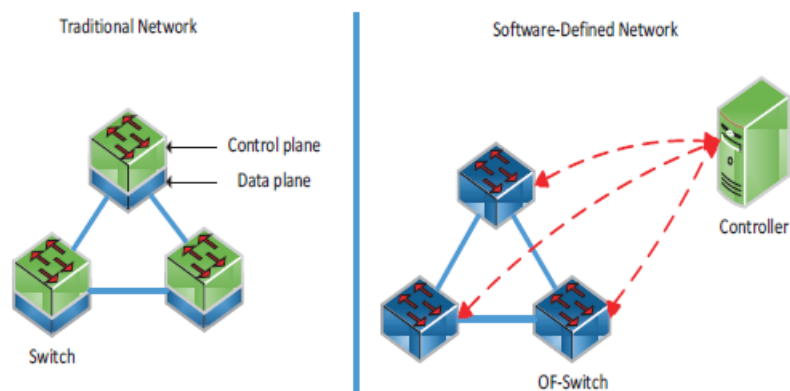 Traditional Network
Control plane
Data plane
Switch
Software-Defined Network
Controller
OF-Switch